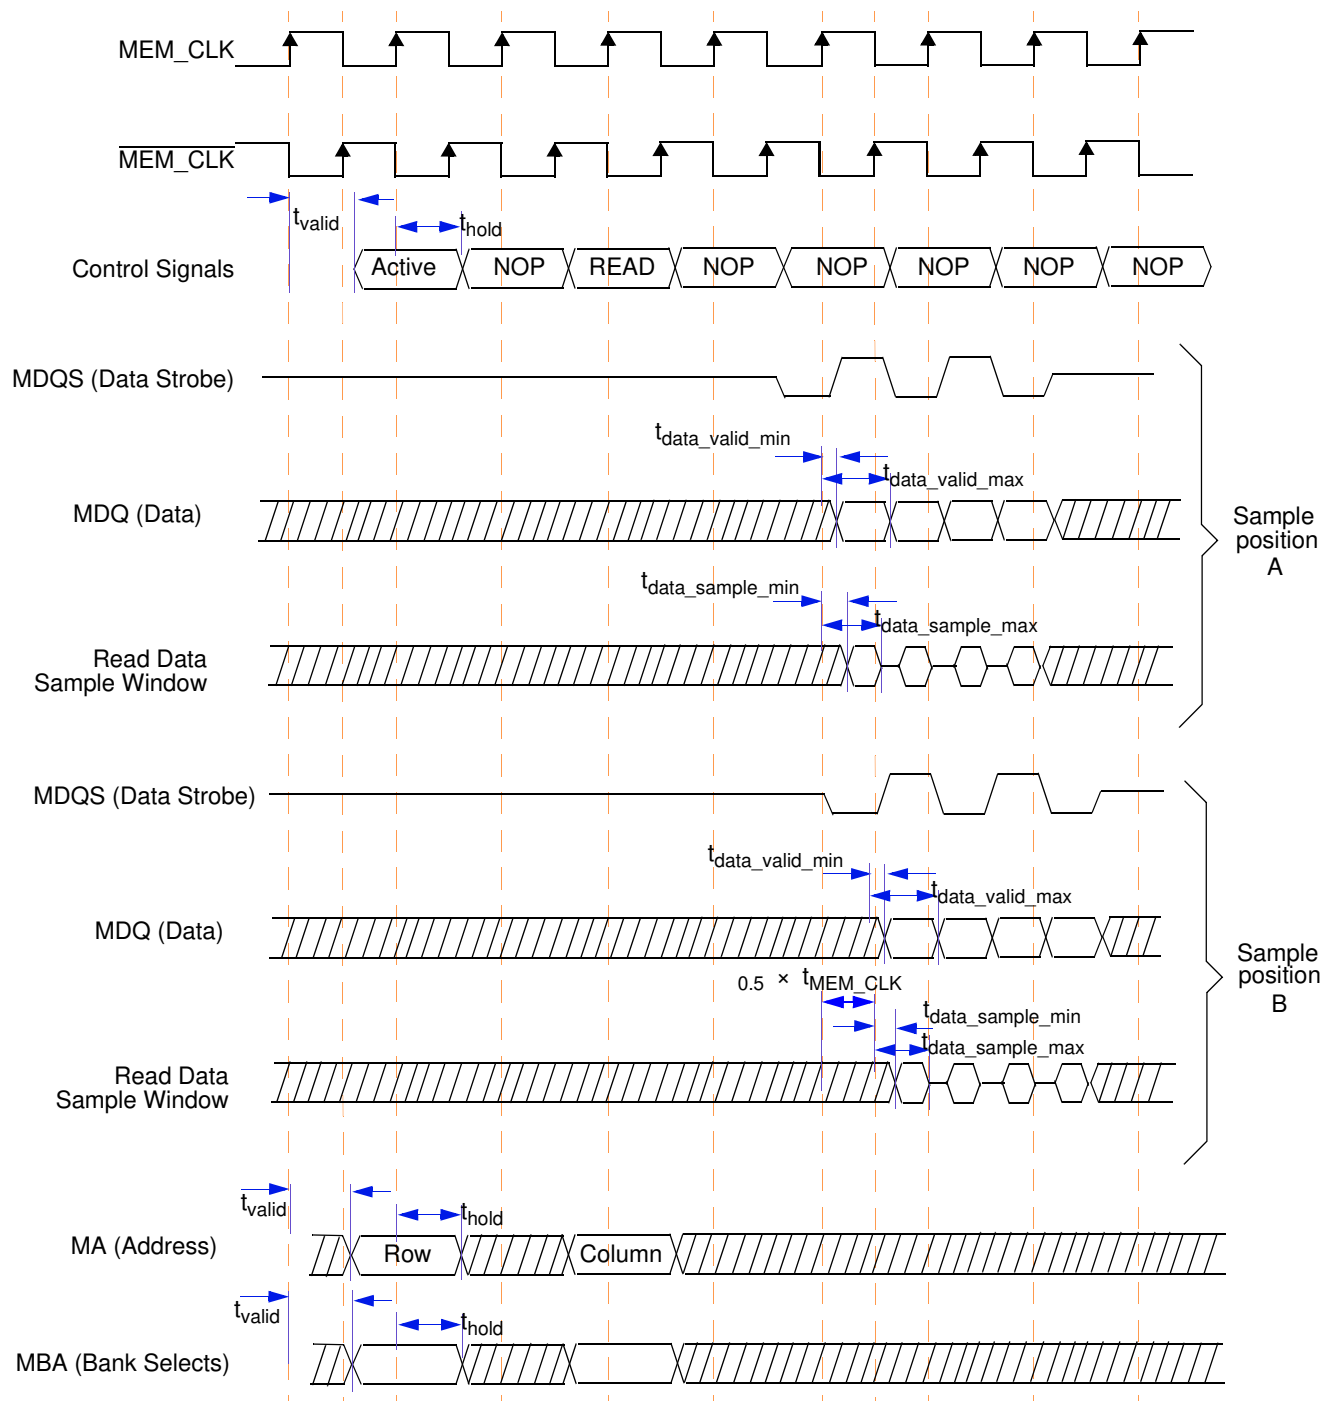 MEM_CLK
MEM_CLK
tvalid
thold
Control Signals
Active NOP READ NOP NOP NOP NOP NOP
MDQS (Data Strobe)
tdata_valid_min
tdata_valid_max
MDQ (Data)
Sample position A
tdata_sample_min
tdata_sample_max
Read Data
Sample Window
MDQS (Data Strobe)
tdata_valid_min
tdata_valid_max
MDQ (Data)
Sample position B
0.5 × tMEM_CLK
tdata_sample_min
tdata_sample_max
Read Data
Sample Window
tvalid
thold
MA (Address)
Row Column
tvalid
thold
MBA (Bank Selects)